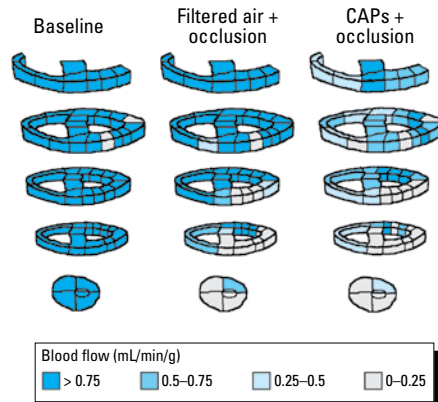 Baseline
Filtered air +
occlusion
CAPs +
occlusion
Blood flow (mL/min/g)
> 0.75
0.5–0.75
0.25–0.5
0–0.25